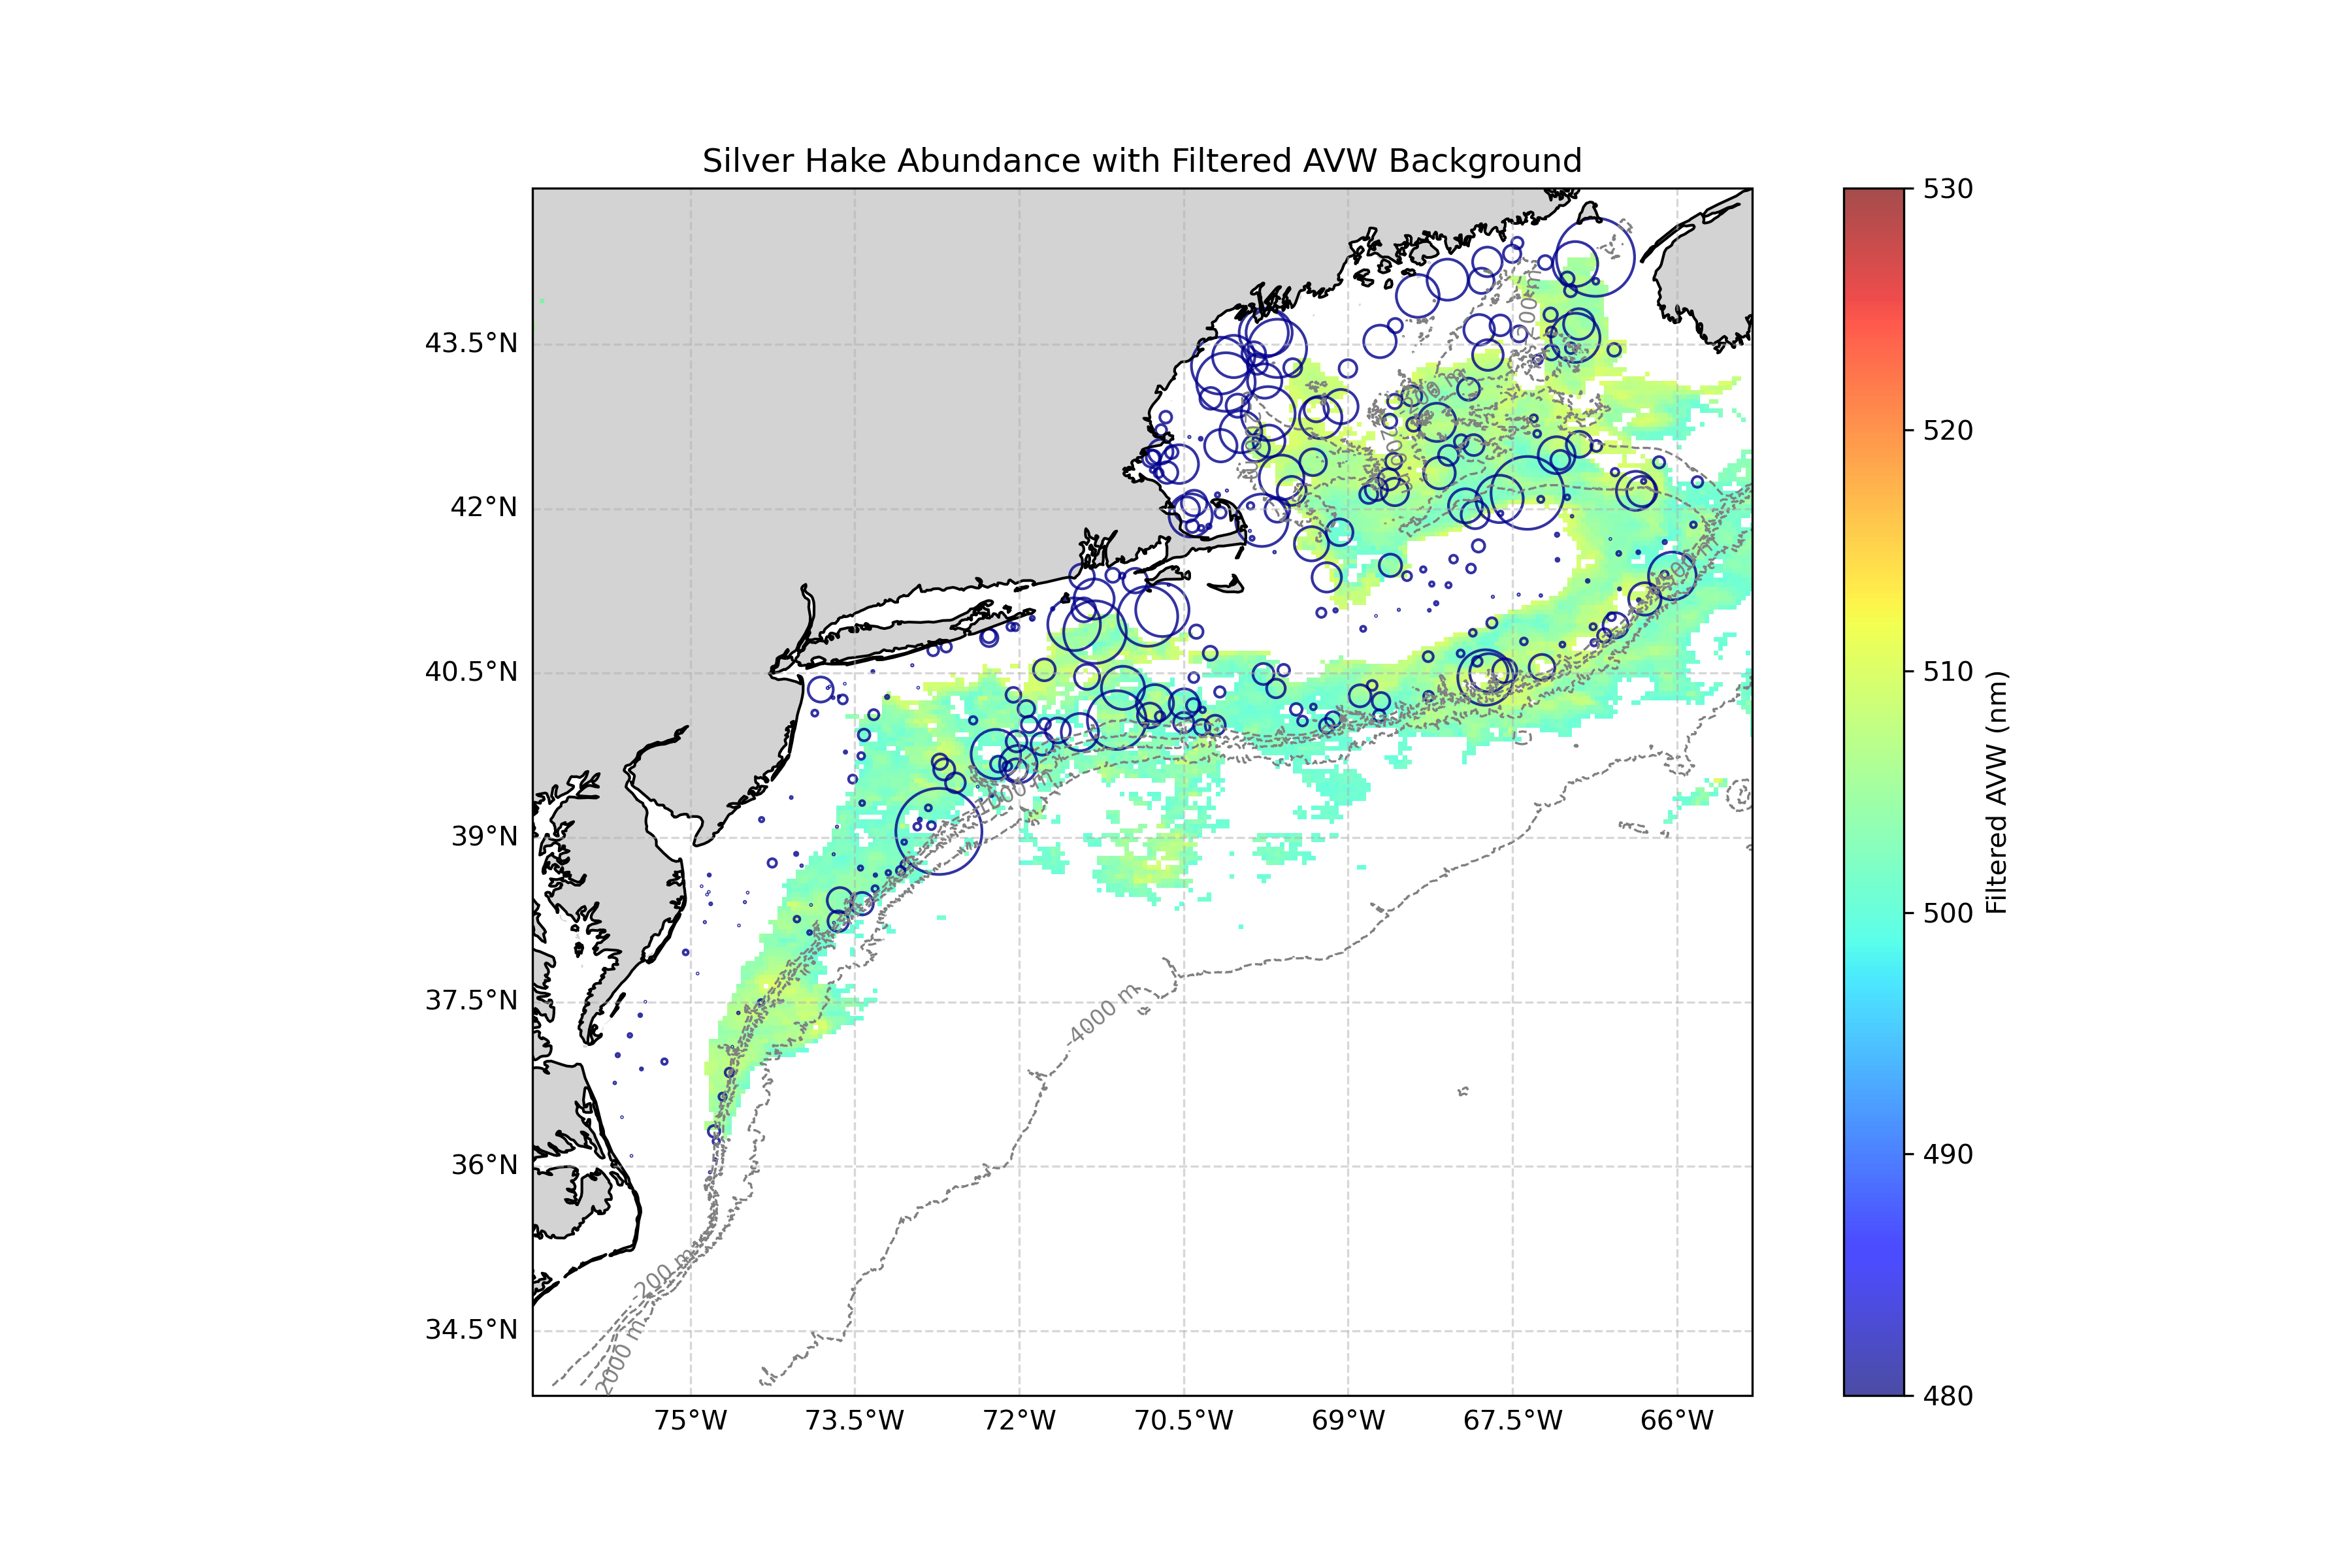 Silver Hake Abundance with Filtered AVW Background
530
520
510
500
490
480
Filtered AVW (nm)
43.5°N
42°N
40.5°N
39°N
37.5°N
36°N
34.5°N
-200 m
-1000 m
-4000 m
-200 m
2000 m
75°W
73.5°W
72°W
70.5°W
69°W
67.5°W
66°W